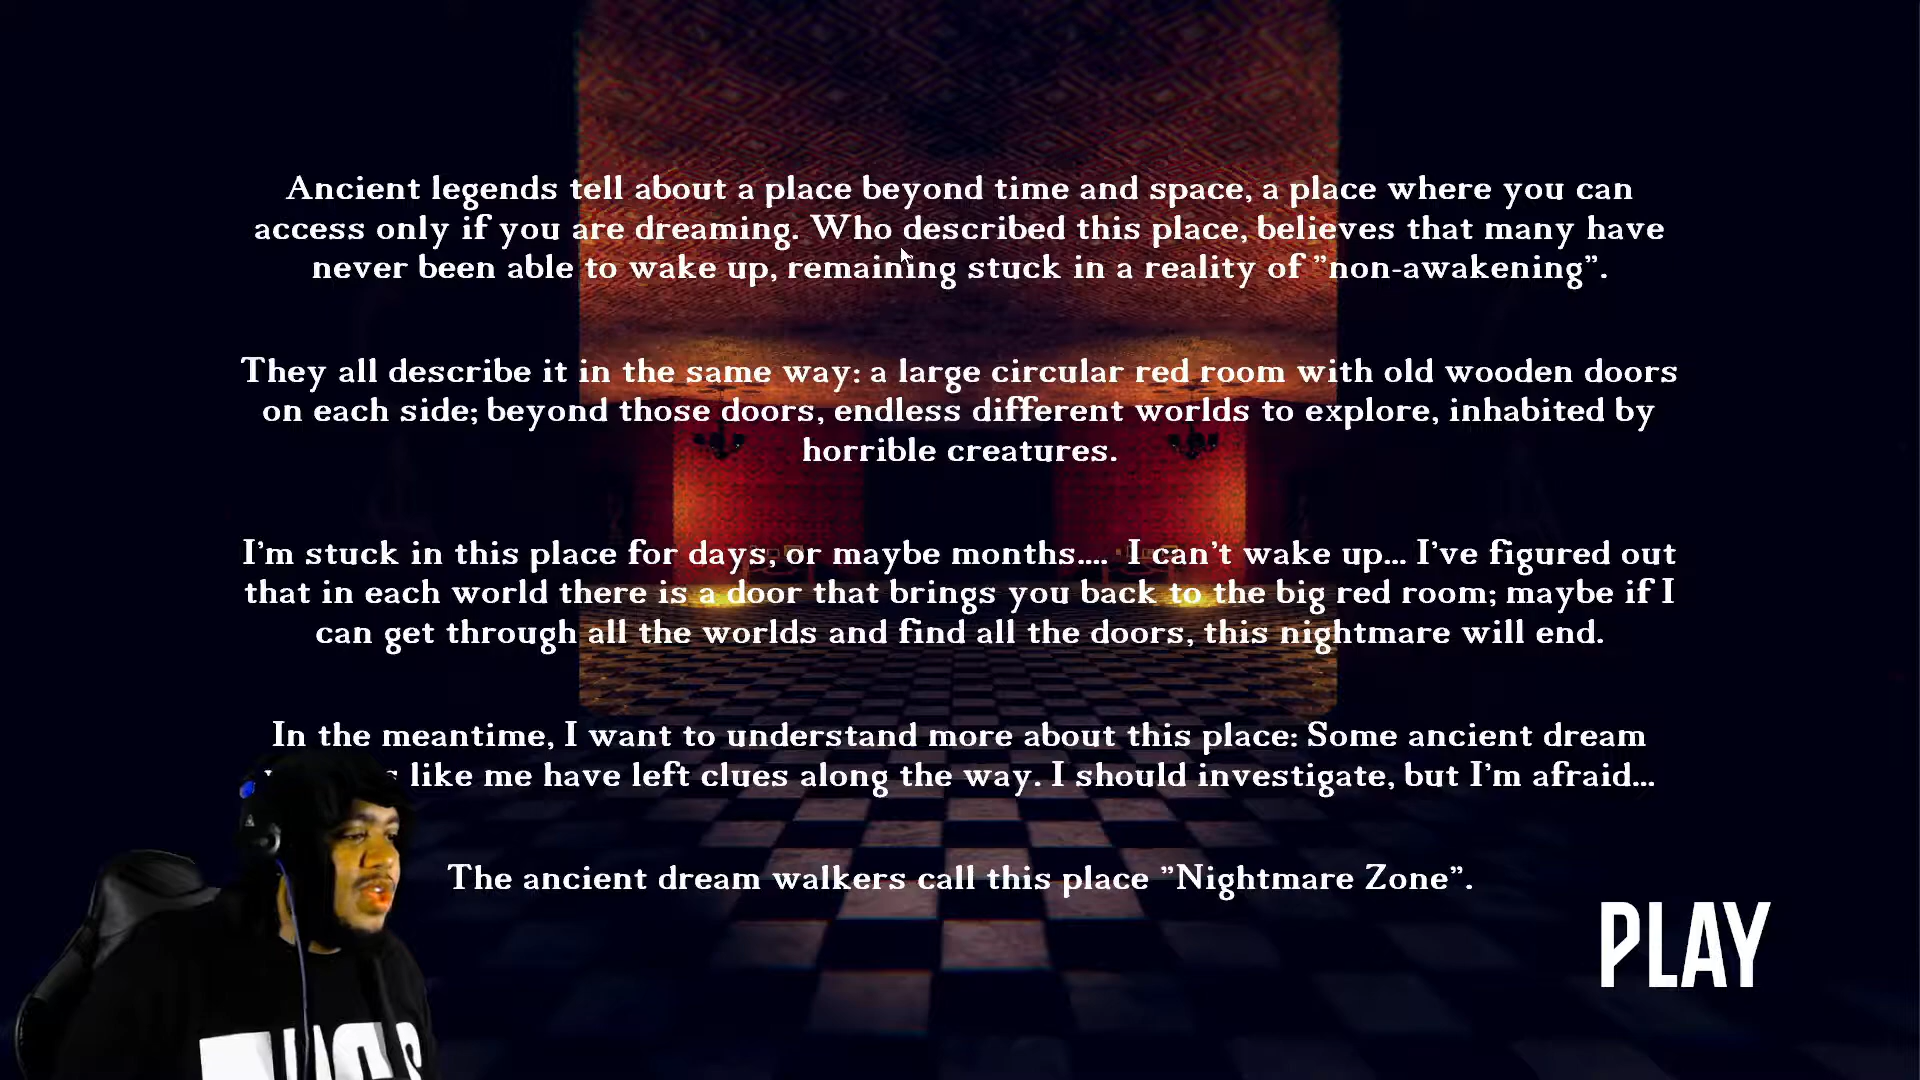 Ancient legends tell about a place beyond time and space, a place where you can
access only if you are dreaming. Who described this place, believes that many have
never been able to wake up, remaining stuck in a reality of "non-awakening".
They all describe it in the same way: a large circular red room with old wooden doors
on each side; beyond those doors, endless different worlds to explore, inhabited by
horrible creatures.
I'm stuck in this place for days, or maybe months.... I can't wake up... I've figured out
that in each world there is a door that brings you back to the big red room; maybe if I
can get through all the worlds and find all the doors, this nightmare will end.
In the meantime, I want to understand more about this place: Some ancient dream
like me have left clues along the way. I should investigate, but I'm afraid...
The ancient dream walkers call this place "Nightmare Zone".
PLAY